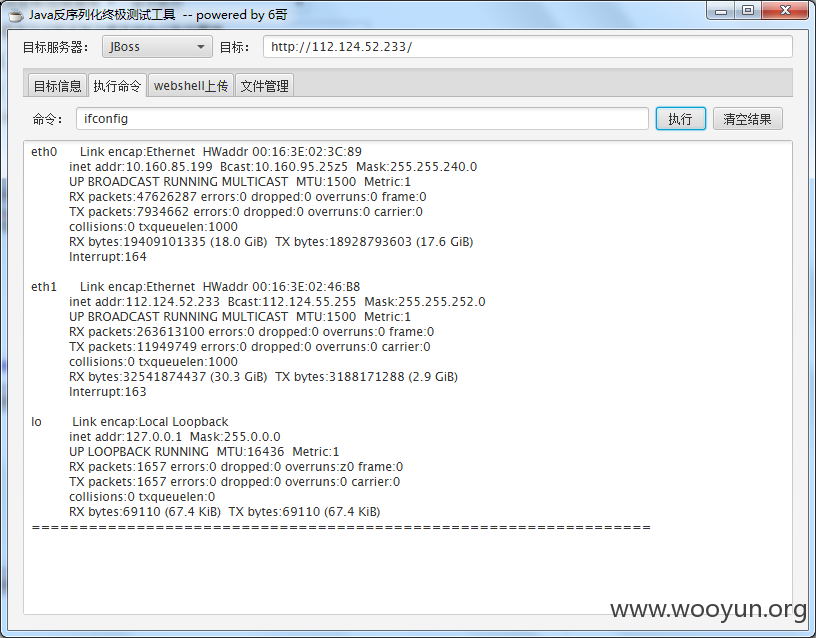 Java反序列化终极测试工具 -- powered by 6哥
目标服务器： JBoss 目标： http://112.124.52.233/
目标信息 执行命令 webshell上传 文件管理
命令： ifconfig 执行 清空结果
eth0 Link encap:Ethernet HWaddr 00:16:3E:02:3C:89
inet addr:10.160.85.199 Bcast:10.160.95.25z5 Mask:255.255.240.0
UP BROADCAST RUNNING MULTICAST MTU:1500 Metric:1
RX packets:47626287 errors:0 dropped:0 overruns:0 frame:0
TX packets:7934662 errors:0 dropped:0 overruns:0 carrier:0
collisions:0 txqueuelen:1000
RX bytes:19409101335 (18.0 GiB) TX bytes:18928793603 (17.6 GiB)
Interrupt:164
eth1 Link encap:Ethernet HWaddr 00:16:3E:02:46:B8
inet addr:112.124.52.233 Bcast:112.124.55.255 Mask:255.255.252.0
UP BROADCAST RUNNING MULTICAST MTU:1500 Metric:1
RX packets:263613100 errors:0 dropped:0 overruns:0 frame:0
TX packets:11949749 errors:0 dropped:0 overruns:0 carrier:0
collisions:0 txqueuelen:1000
RX bytes:32541874437 (30.3 GiB) TX bytes:3188171288 (2.9 GiB)
Interrupt:163
lo Link encap:Local Loopback
inet addr:127.0.0.1 Mask:255.0.0.0
UP LOOPBACK RUNNING MTU:16436 Metric:1
RX packets:1657 errors:0 dropped:0 overruns:z0 frame:0
TX packets:1657 errors:0 dropped:0 overruns:0 carrier:0
collisions:0 txqueuelen:0
RX bytes:69110 (67.4 KiB) TX bytes:69110 (67.4 KiB)
=================================================================
www.wooyun.org